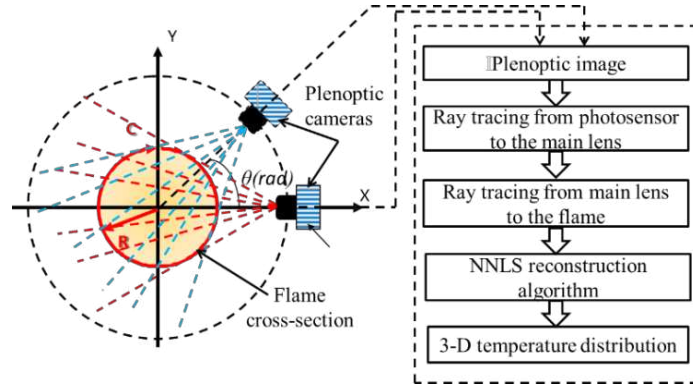 Y
Plenoptic
cameras
C
θ(rad)
X
R
Flame
cross-section
Plenoptic image
Ray tracing from photosensor
to the main lens
Ray tracing from main lens
to the flame
NNLS reconstruction
algorithm
3-D temperature distribution